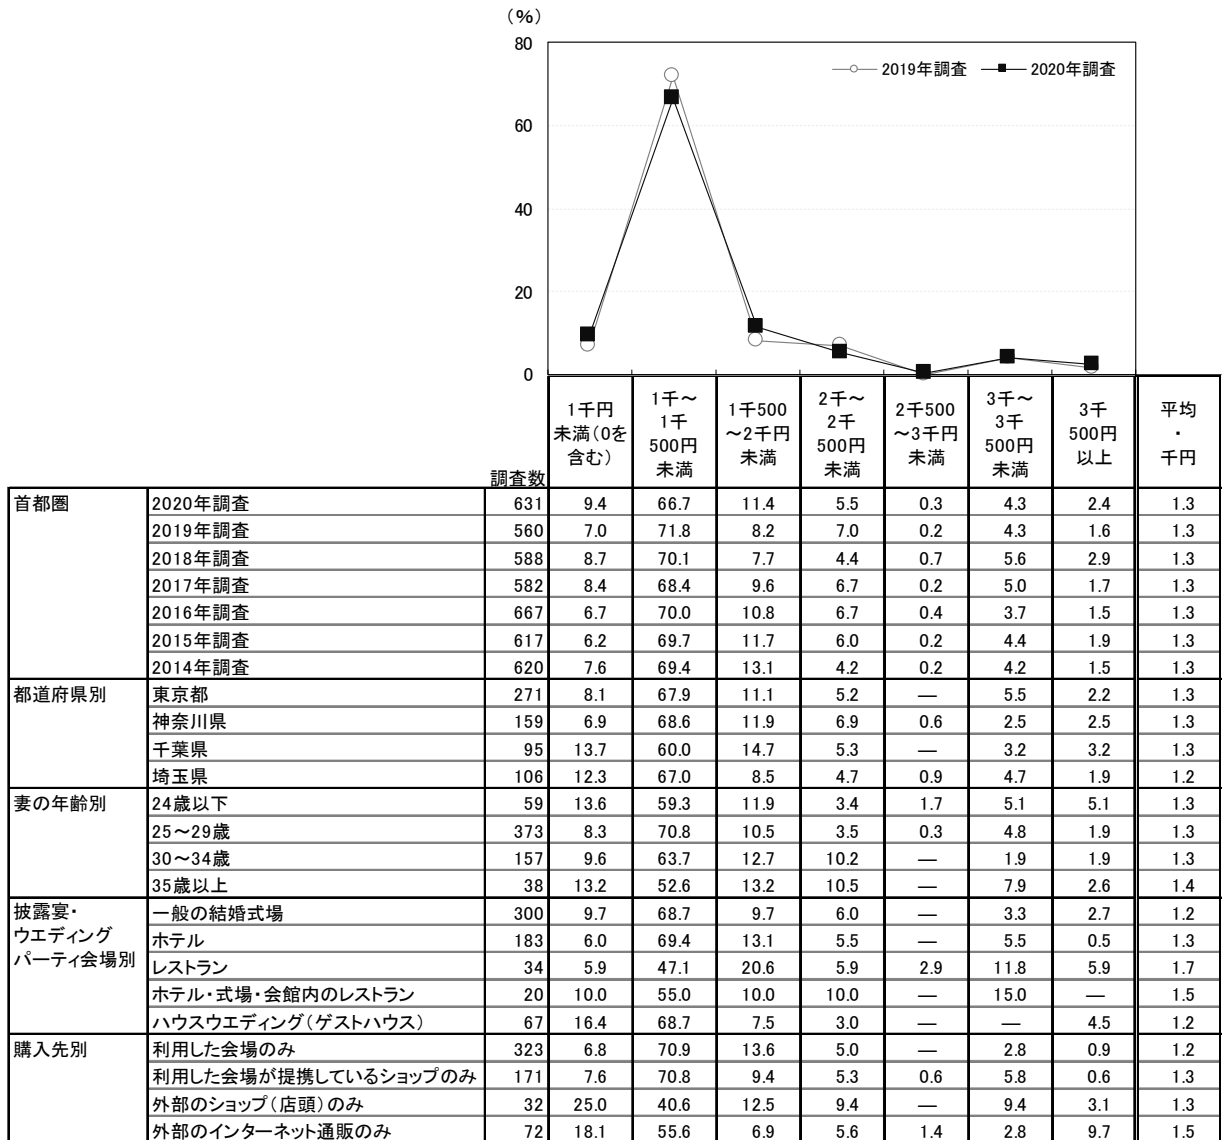 （％）
80
60
40
20
0
2019年調査 2020年調査
調査数
1千円
未満（0を
含む）
1千～
1千
500円
未満
1千500
～2千円
未満
2千～
2千
500円
未満
2千500
～3千円
未満
3千～
3千
500円
未満
3千
500円
以上
平均
・
千円
首都圏 2020年調査 631 9.4 66.7 11.4 5.5 0.3 4.3 2.4 1.3
2019年調査 560 7.0 71.8 8.2 7.0 0.2 4.3 1.6 1.3
2018年調査 588 8.7 70.1 7.7 4.4 0.7 5.6 2.9 1.3
2017年調査 582 8.4 68.4 9.6 6.7 0.2 5.0 1.7 1.3
2016年調査 667 6.7 70.0 10.8 6.7 0.4 3.7 1.5 1.3
2015年調査 617 6.2 69.7 11.7 6.0 0.2 4.4 1.9 1.3
2014年調査 620 7.6 69.4 13.1 4.2 0.2 4.2 1.5 1.3
都道府県別 東京都 271 8.1 67.9 11.1 5.2 ― 5.5 2.2 1.3
神奈川県 159 6.9 68.6 11.9 6.9 0.6 2.5 2.5 1.3
千葉県 95 13.7 60.0 14.7 5.3 ― 3.2 3.2 1.3
埼玉県 106 12.3 67.0 8.5 4.7 0.9 4.7 1.9 1.2
妻の年齢別 24歳以下 59 13.6 59.3 11.9 3.4 1.7 5.1 5.1 1.3
25～29歳 373 8.3 70.8 10.5 3.5 0.3 4.8 1.9 1.3
30～34歳 157 9.6 63.7 12.7 10.2 ― 1.9 1.9 1.3
35歳以上 38 13.2 52.6 13.2 10.5 ― 7.9 2.6 1.4
披露宴・
ウエディング
パーティ会場別
一般の結婚式場 300 9.7 68.7 9.7 6.0 ― 3.3 2.7 1.2
ホテル 183 6.0 69.4 13.1 5.5 ― 5.5 0.5 1.3
レストラン 34 5.9 47.1 20.6 5.9 2.9 11.8 5.9 1.7
ホテル・式場・会館内のレストラン 20 10.0 55.0 10.0 10.0 ― 15.0 ― 1.5
ハウスウエディング（ゲストハウス） 67 16.4 68.7 7.5 3.0 ― ― 4.5 1.2
購入先別 利用した会場のみ 323 6.8 70.9 13.6 5.0 ― 2.8 0.9 1.2
利用した会場が提携しているショップのみ 171 7.6 70.8 9.4 5.3 0.6 5.8 0.6 1.3
外部のショップ（店頭）のみ 32 25.0 40.6 12.5 9.4 ― 9.4 3.1 1.3
外部のインターネット通販のみ 72 18.1 55.6 6.9 5.6 1.4 2.8 9.7 1.5